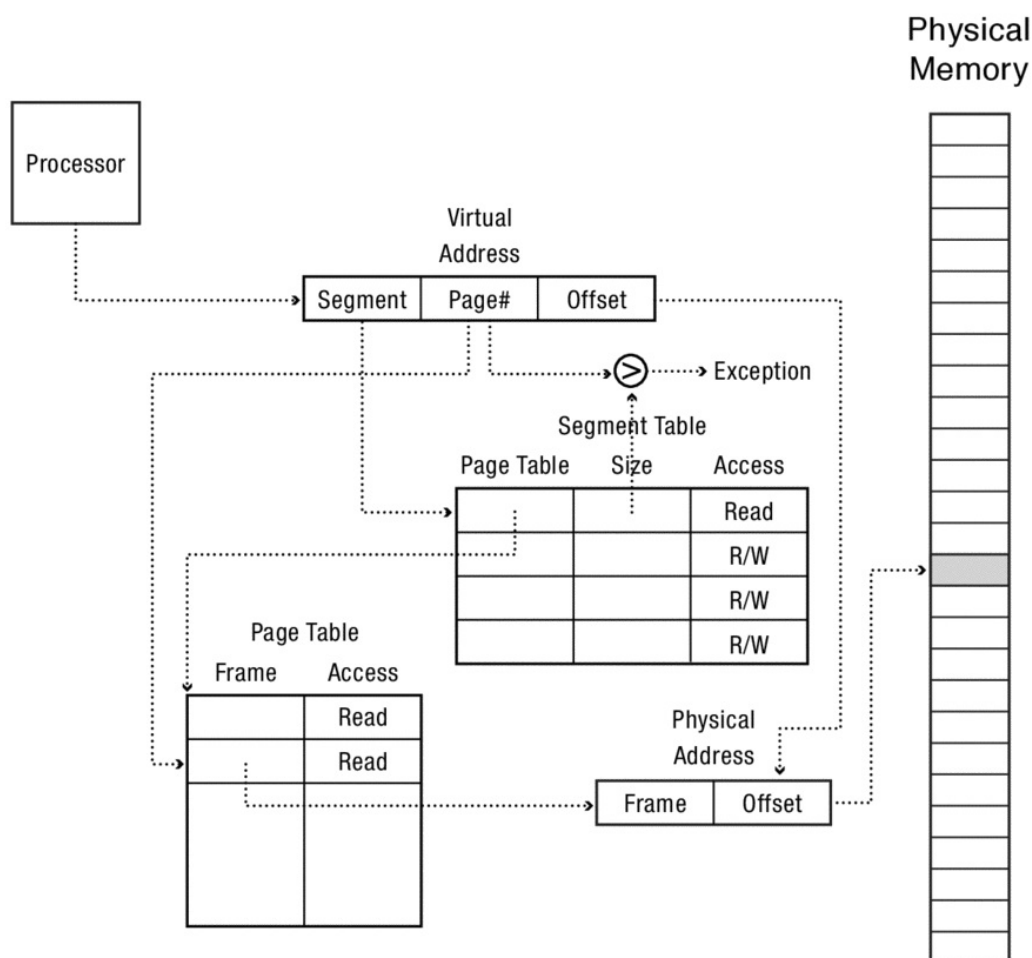 Physical
Memory
Processor
Virtual
Address
Segment Page# Offset
> Exception
Segment Table
Page Table Size Access
Read
R/W
R/W
R/W
Page Table
Frame Access
Read
Read
Physical
Address
Frame Offset